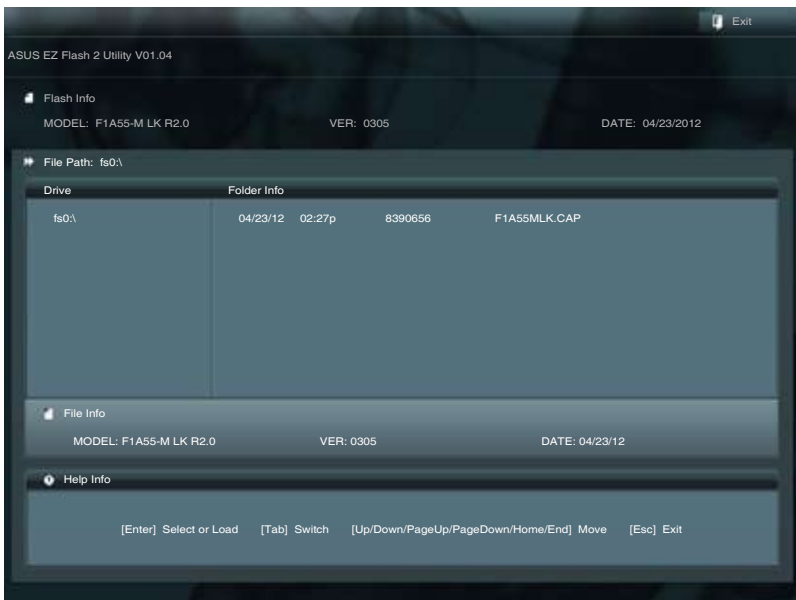 Exit
ASUS EZ Flash 2 Utility V01.04
Flash Info
MODEL: F1A55-M LK R2.0 VER: 0305 DATE: 04/23/2012
File Path: fs0:\
Drive Folder Info
fs0:\ 04/23/12 02:27p 8390656 F1A55MLK.CAP
File Info
MODEL: F1A55-M LK R2.0 VER: 0305 DATE: 04/23/12
Help Info
[Enter] Select or Load [Tab] Switch [Up/Down/PageUp/PageDown/Home/End] Move [Esc] Exit